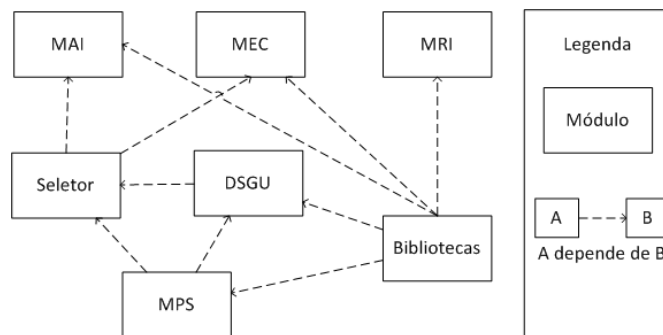 MAI
MEC
MRI
Legenda
Módulo
Seletor
DSGU
A
B
Bibliotecas
A depende de B
MPS